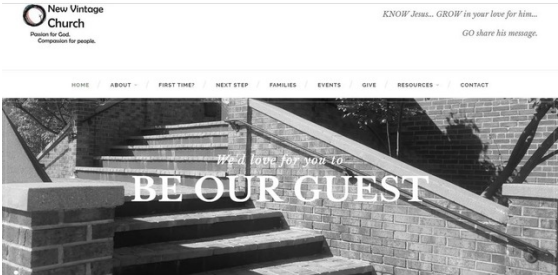 New Vintage
Church
Passion for God.
Compassion for people.
KNOW Jesus... GROW in your love for him...
GO share his message.
HOME / ABOUT / FIRST TIME? / NEXT STEP / FAMILIES / EVENTS / GIVE / RESOURCES / CONTACT
We'd love for you to
BE OUR GUEST